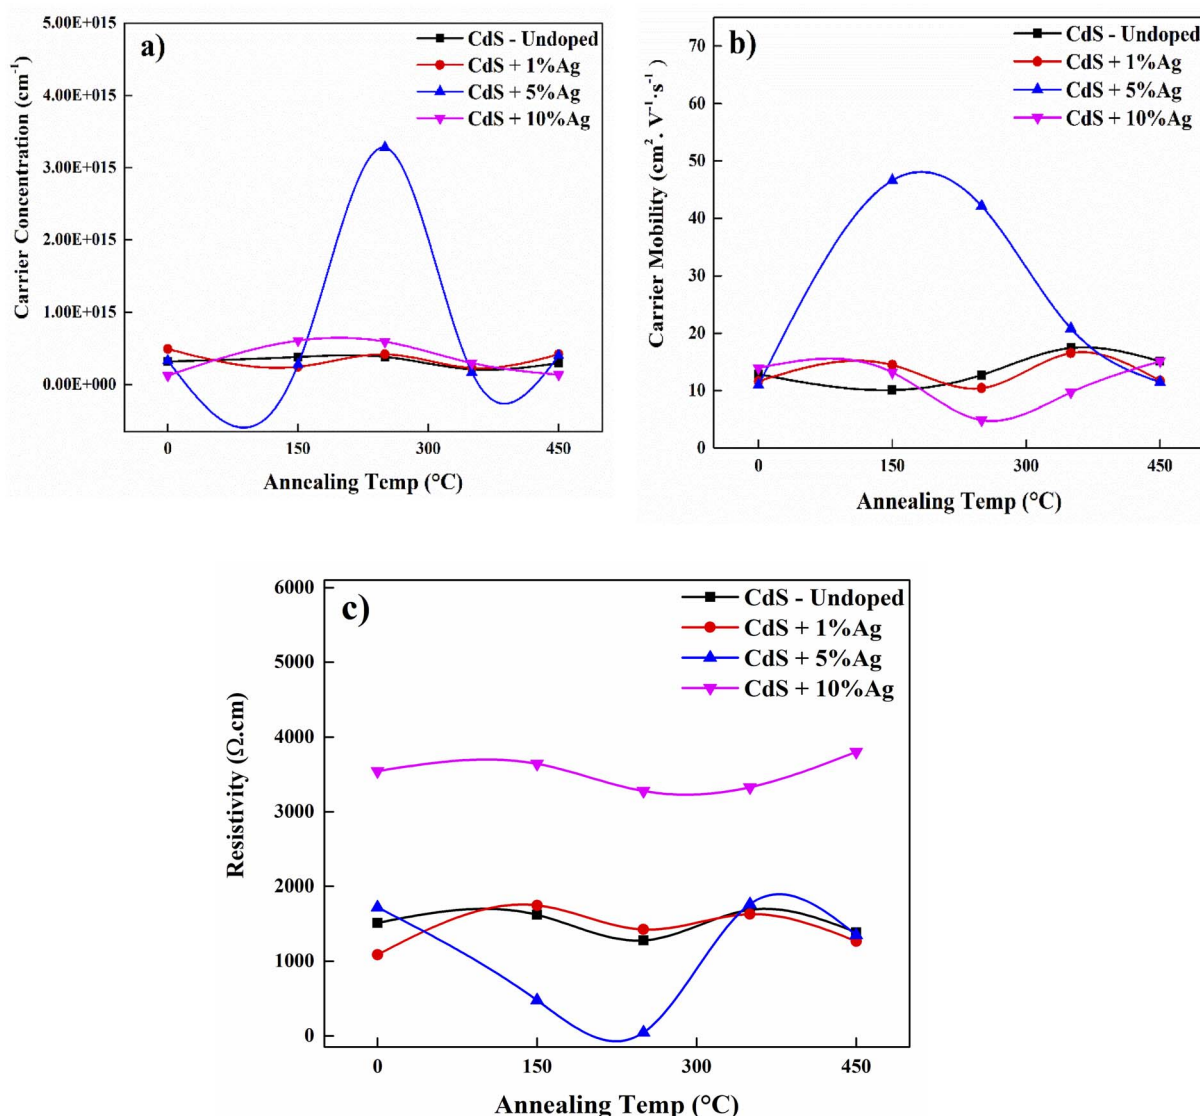 a)
CdS - Undoped
CdS + 1%Ag
CdS + 5%Ag
CdS + 10%Ag
Carrier Concentration (cm⁻¹)
5.00E+015
4.00E+015
3.00E+015
2.00E+015
1.00E+015
0.00E+000
0 150 300 450
Annealing Temp (°C)
b)
CdS - Undoped
CdS + 1%Ag
CdS + 5%Ag
CdS + 10%Ag
Carrier Mobility (cm². V⁻¹·s⁻¹)
70
60
50
40
30
20
10
0
0 150 300 450
Annealing Temp (°C)
c)
CdS - Undoped
CdS + 1%Ag
CdS + 5%Ag
CdS + 10%Ag
Resistivity (Ω.cm)
6000
5000
4000
3000
2000
1000
0
0 150 300 450
Annealing Temp (°C)